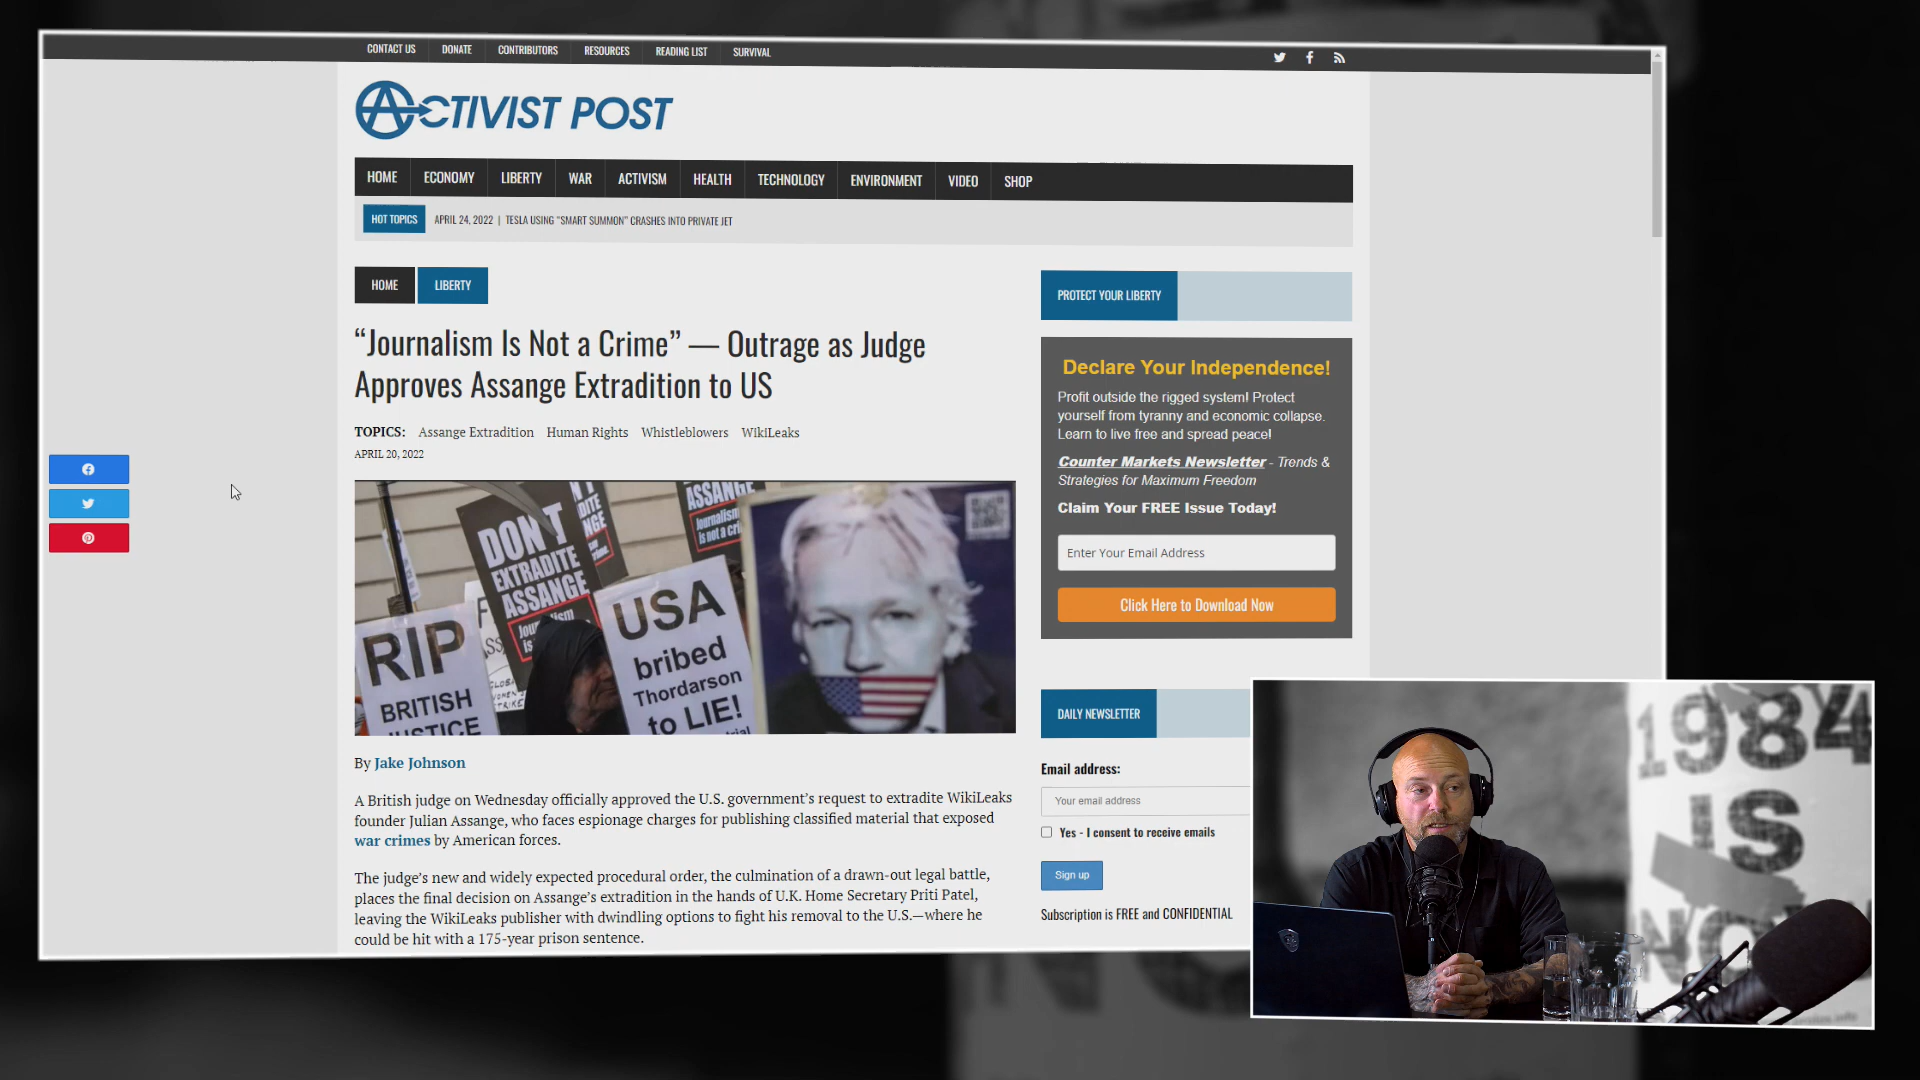 CONTACT US DONATE CONTRIBUTORS RESOURCES READING LIST SURVIVAL
ACTIVIST POST
HOME ECONOMY LIBERTY WAR ACTIVISM HEALTH TECHNOLOGY ENVIRONMENT VIDEO SHOP
HOT TOPICS APRIL 24, 2022 | TESLA USING "SMART SUMMON" CRASHES INTO PRIVATE JET
HOME LIBERTY
“Journalism Is Not a Crime” — Outrage as Judge
Approves Assange Extradition to US
TOPICS: Assange Extradition Human Rights Whistleblowers WikiLeaks
APRIL 20, 2022
DON'T
EXTRADITE
ASSANGE
ASSANGE
Journalism
is not a cri
RIP
BRITISH
JUSTICE
USA
bribed
Thordarson
to LIE!
By Jake Johnson
A British judge on Wednesday officially approved the U.S. government’s request to extradite WikiLeaks
founder Julian Assange, who faces espionage charges for publishing classified material that exposed
war crimes by American forces.
The judge’s new and widely expected procedural order, the culmination of a drawn-out legal battle,
places the final decision on Assange’s extradition in the hands of U.K. Home Secretary Priti Patel,
leaving the WikiLeaks publisher with dwindling options to fight his removal to the U.S.—where he
could be hit with a 175-year prison sentence.
PROTECT YOUR LIBERTY
Declare Your Independence!
Profit outside the rigged system! Protect
yourself from tyranny and economic collapse.
Learn to live free and spread peace!
Counter Markets Newsletter - Trends &
Strategies for Maximum Freedom
Claim Your FREE Issue Today!
Enter Your Email Address
Click Here to Download Now
DAILY NEWSLETTER
Email address:
Your email address
Yes - I consent to receive emails
Sign up
Subscription is FREE and CONFIDENTIAL
1984
IS
NO